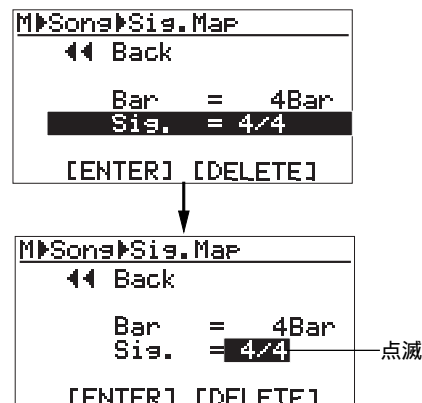 M▶Song▶Sig.Map
◀◀ Back
Bar = 4Bar
Sig. = 4/4
[ENTER] [DELETE]
M▶Song▶Sig.Map
◀◀ Back
Bar = 4Bar
Sig. = 4/4
点滅
[ENTER] [DELETE]